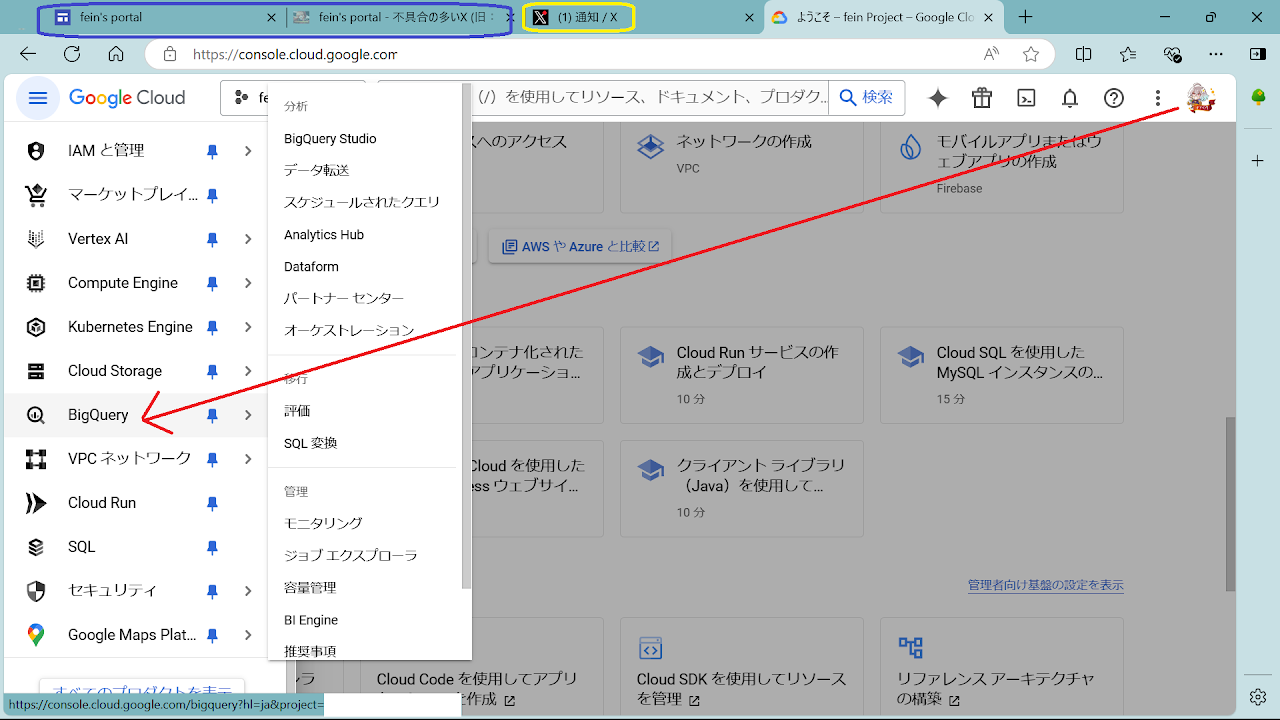 fein's portal
fein's portal - 不具合の多いX (旧
(1) 通知 / X
ようこそ – fein Project – Google Clo
https://console.cloud.google.com
Google Cloud
fe
(/) を使用してリソース、ドキュメント、プロダク...
検索
IAM と管理
マーケットプレイ...
Vertex AI
Compute Engine
Kubernetes Engine
Cloud Storage
BigQuery
VPC ネットワーク
Cloud Run
SQL
セキュリティ
Google Maps Plat...
すべてのプロダクトを表示
https://console.cloud.google.com/bigquery?hl=ja&project=
分析
BigQuery Studio
データ転送
スケジュールされたクエリ
Analytics Hub
Dataform
パートナー センター
オーケストレーション
移行
評価
SQL 変換
管理
モニタリング
ジョブ エクスプローラ
容量管理
BI Engine
推奨事項
スへのアクセス
ネットワークの作成
VPC
モバイルアプリまたはウ
ェブアプリの作成
Firebase
AWS や Azure と比較
コンテナ化された
アプリケーショ...
Cloud Run サービスの作
成とデプロイ
10 分
Cloud SQL を使用した
MySQL インスタンスの...
15 分
Cloud を使用した
ess ウェブサイ...
クライアント ライブラリ
（Java）を使用して...
10 分
管理者向け基盤の設定を表示
ンラ
Cloud Code を使用してアプリ
を作成
Cloud SDK を使用してリソース
を管理
リファレンス アーキテクチャ
の構築